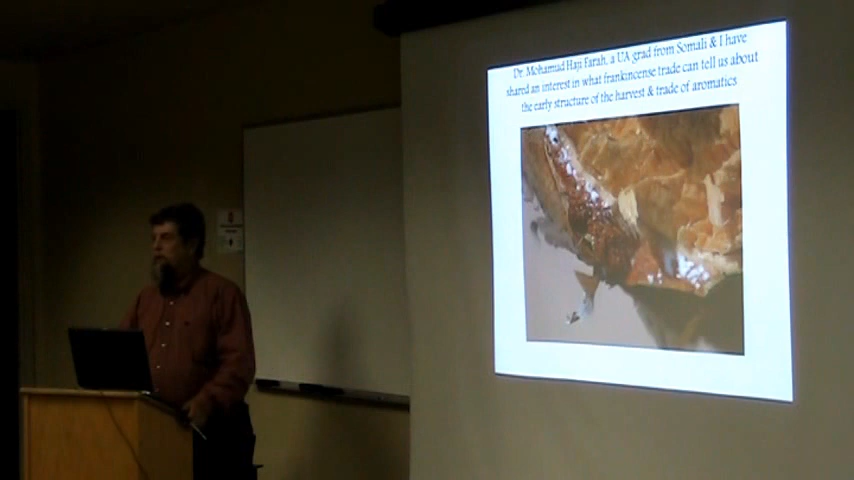 Dr. Mohamud Haji Farah, a UA grad from Somali & I have
shared an interest in what frankincense trade can tell us about
the early structure of the harvest & trade of aromatics